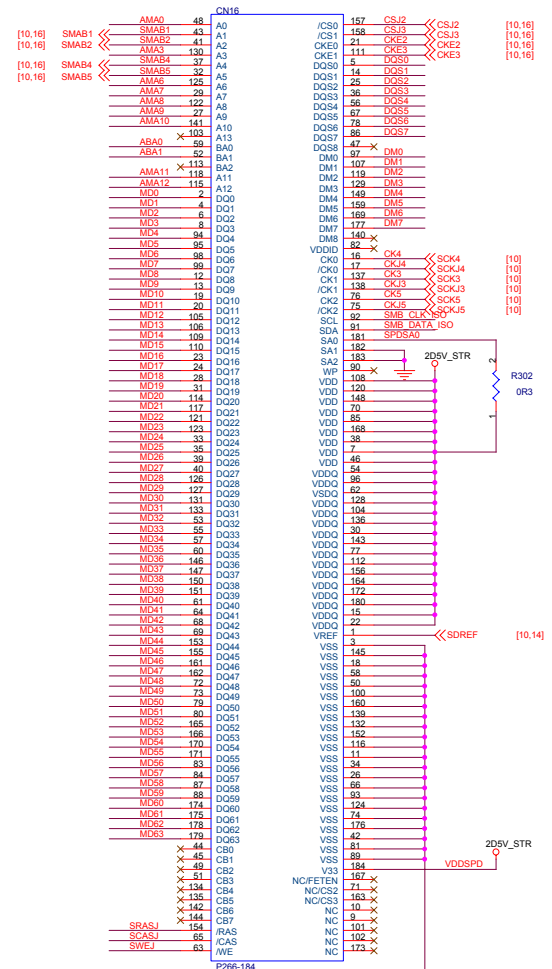 CN16
AMA0 48 A0 /CS0 157 CSJ2 CSJ2 [10,16]
[10,16] SMAB1 SMAB1 43 A1 /CS1 158 CSJ3 CSJ3 [10,16]
[10,16] SMAB2 SMAB2 41 A2 CKE0 21 CKE2 CKE2 [10,16]
AMA3 130 A3 CKE1 111 CKE3 CKE3 [10,16]
[10,16] SMAB4 SMAB4 37 A4 DQS0 5 DQS0
[10,16] SMAB5 SMAB5 32 A5 DQS1 14 DQS1
AMA6 125 A6 DQS2 25 DQS2
AMA7 29 A7 DQS3 36 DQS3
AMA8 122 A8 DQS4 56 DQS4
AMA9 27 A9 DQS5 67 DQS5
AMA10 141 A10 DQS6 78 DQS6
103 A13 DQS7 86 DQS7
ABA0 59 BA0 DQS8 47
ABA1 52 BA1 DM0 97 DM0
113 BA2 DM1 107 DM1
AMA11 118 A11 DM2 119 DM2
AMA12 115 A12 DM3 129 DM3
MD0 2 DQ0 DM4 149 DM4
MD1 4 DQ1 DM5 159 DM5
MD2 6 DQ2 DM6 169 DM6
MD3 8 DQ3 DM7 177 DM7
MD4 94 DQ4 DM8 140
MD5 95 DQ5 VDDID 82
MD6 98 DQ6 CK0 16 CK4 SCK4 [10]
MD7 99 DQ7 /CK0 17 CKJ4 SCKJ4 [10]
MD8 12 DQ8 CK1 137 CK3 SCK3 [10]
MD9 13 DQ9 /CK1 138 CKJ3 SCKJ3 [10]
MD10 19 DQ10 CK2 76 CK5 SCK5 [10]
MD11 20 DQ11 /CK2 75 CKJ5 SCKJ5 [10]
MD12 105 DQ12 SCL 92 SMB_CLK_ISO
MD13 106 DQ13 SDA 91 SMB_DATA_ISO
MD14 109 DQ14 SA0 181 SPDSA0
MD15 110 DQ15 SA1 182
MD16 23 DQ16 SA2 183 2D5V_STR 2
MD17 24 DQ17 WP 90
MD18 28 DQ18 VDD 108 R302
MD19 31 DQ19 VDD 120 0R3
MD20 114 DQ20 VDD 148
MD21 117 DQ21 VDD 70 1
MD22 121 DQ22 VDD 85
MD23 123 DQ23 VDD 168
MD24 33 DQ24 VDD 38
MD25 35 DQ25 VDD 7
MD26 39 DQ26 VDD 46
MD27 40 DQ27 VDDQ 54
MD28 126 DQ28 VDDQ 96
MD29 127 DQ29 VSDQ 62
MD30 131 DQ30 VDDQ 128
MD31 133 DQ31 VDDQ 104
MD32 53 DQ32 VDDQ 136
MD33 55 DQ33 VDDQ 30
MD34 57 DQ34 VDDQ 143
MD35 60 DQ35 VDDQ 77
MD36 146 DQ36 VDDQ 112
MD37 147 DQ37 VDDQ 156
MD38 150 DQ38 VDDQ 164
MD39 151 DQ39 VDDQ 172
MD40 61 DQ40 VDDQ 180
MD41 64 DQ41 VDDQ 15
MD42 68 DQ42 VDDQ 22
MD43 69 DQ43 VREF 1 SDREF [10,14]
MD44 153 DQ44 VSS 3
MD45 155 DQ45 VSS 145
MD46 161 DQ46 VSS 18
MD47 162 DQ47 VSS 58
MD48 72 DQ48 VSS 50
MD49 73 DQ49 VSS 100
MD50 79 DQ50 VSS 160
MD51 80 DQ51 VSS 139
MD52 165 DQ52 VSS 132
MD53 166 DQ53 VSS 152
MD54 170 DQ54 VSS 116
MD55 171 DQ55 VSS 11
MD56 83 DQ56 VSS 34
MD57 84 DQ57 VSS 26
MD58 87 DQ58 VSS 66
MD59 88 DQ59 VSS 93
MD60 174 DQ60 VSS 124
MD61 175 DQ61 VSS 74
MD62 178 DQ62 VSS 176
MD63 179 DQ63 VSS 42
44 CB0 VSS 81 2D5V_STR
45 CB1 VSS 89
49 CB2 V33 184 VDDSPD
51 CB3 NC/FETEN 167
134 CB4 NC/CS2 71
135 CB5 NC/CS3 163
142 CB6 NC 10
144 CB7 NC 9
SRASJ 154 /RAS NC 101
SCASJ 65 /CAS NC 102
SWEJ 63 /WE NC 173
P266-184